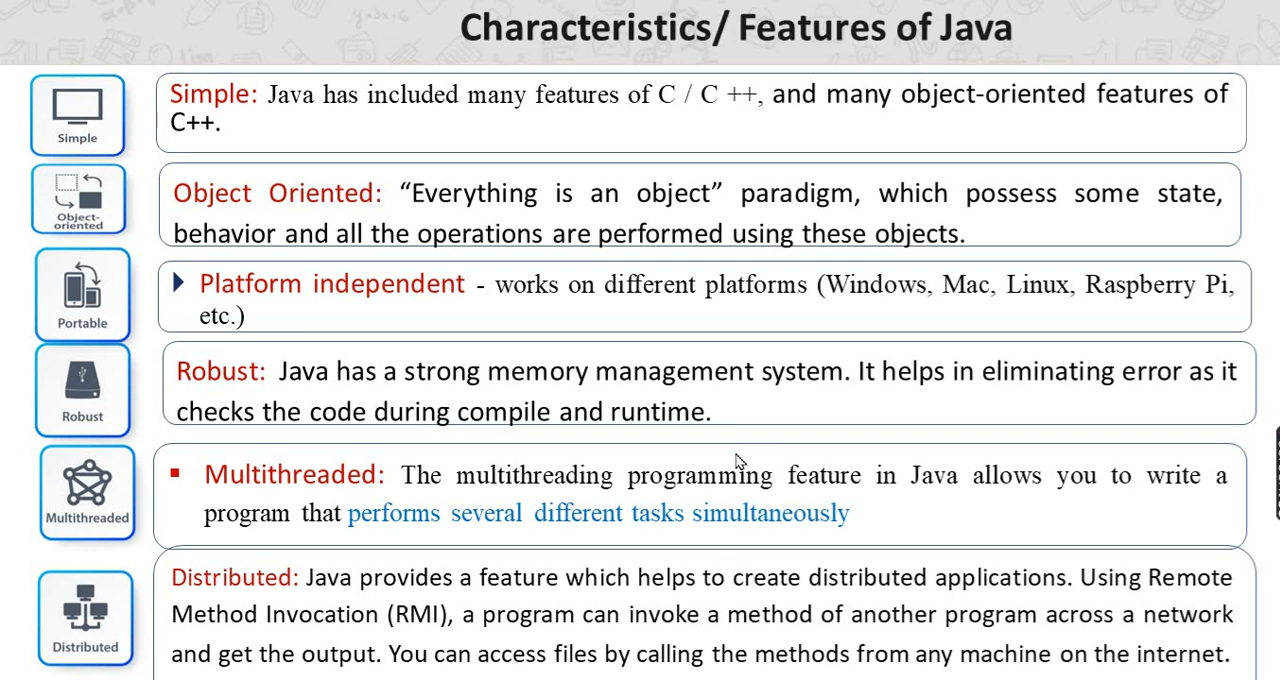 Characteristics/ Features of Java
Simple
Simple: Java has included many features of C / C ++, and many object-oriented features of
C++.
Object-
oriented
Object Oriented: “Everything is an object” paradigm, which possess some state,
behavior and all the operations are performed using these objects.
Portable
Platform independent - works on different platforms (Windows, Mac, Linux, Raspberry Pi,
etc.)
Robust
Robust: Java has a strong memory management system. It helps in eliminating error as it
checks the code during compile and runtime.
Multithreaded
Multithreaded: The multithreading programming feature in Java allows you to write a
program that performs several different tasks simultaneously
Distributed
Distributed: Java provides a feature which helps to create distributed applications. Using Remote
Method Invocation (RMI), a program can invoke a method of another program across a network
and get the output. You can access files by calling the methods from any machine on the internet.